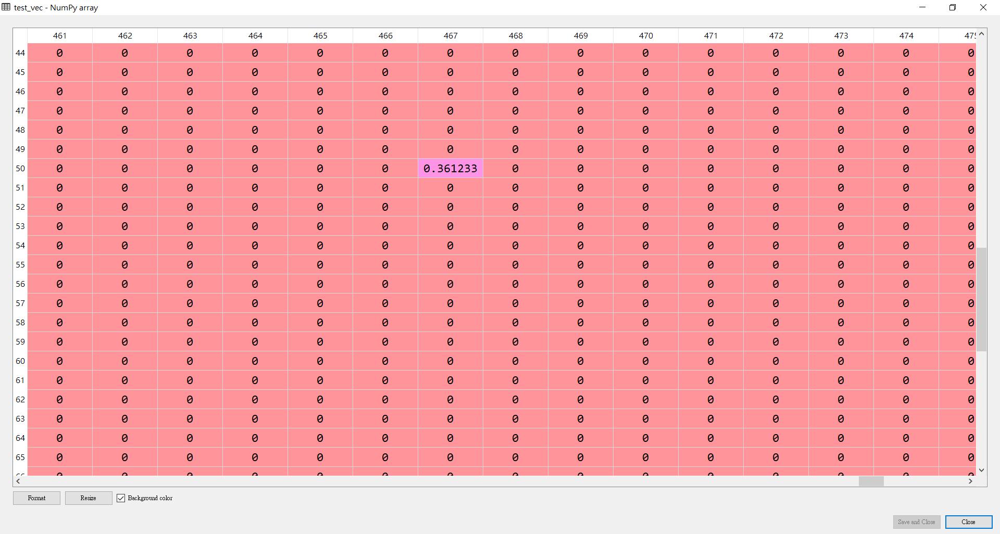 test_vec - NumPy array
461 462 463 464 465 466 467 468 469 470 471 472 473 474 475
44 0 0 0 0 0 0 0 0 0 0 0 0 0 0 0
45 0 0 0 0 0 0 0 0 0 0 0 0 0 0 0
46 0 0 0 0 0 0 0 0 0 0 0 0 0 0 0
47 0 0 0 0 0 0 0 0 0 0 0 0 0 0 0
48 0 0 0 0 0 0 0 0 0 0 0 0 0 0 0
49 0 0 0 0 0 0 0 0 0 0 0 0 0 0 0
50 0 0 0 0 0 0 0.361233 0 0 0 0 0 0 0 0
51 0 0 0 0 0 0 0 0 0 0 0 0 0 0 0
52 0 0 0 0 0 0 0 0 0 0 0 0 0 0 0
53 0 0 0 0 0 0 0 0 0 0 0 0 0 0 0
54 0 0 0 0 0 0 0 0 0 0 0 0 0 0 0
55 0 0 0 0 0 0 0 0 0 0 0 0 0 0 0
56 0 0 0 0 0 0 0 0 0 0 0 0 0 0 0
57 0 0 0 0 0 0 0 0 0 0 0 0 0 0 0
58 0 0 0 0 0 0 0 0 0 0 0 0 0 0 0
59 0 0 0 0 0 0 0 0 0 0 0 0 0 0 0
60 0 0 0 0 0 0 0 0 0 0 0 0 0 0 0
61 0 0 0 0 0 0 0 0 0 0 0 0 0 0 0
62 0 0 0 0 0 0 0 0 0 0 0 0 0 0 0
63 0 0 0 0 0 0 0 0 0 0 0 0 0 0 0
64 0 0 0 0 0 0 0 0 0 0 0 0 0 0 0
65 0 0 0 0 0 0 0 0 0 0 0 0 0 0 0
Format Resize Background color
Save and Close Close